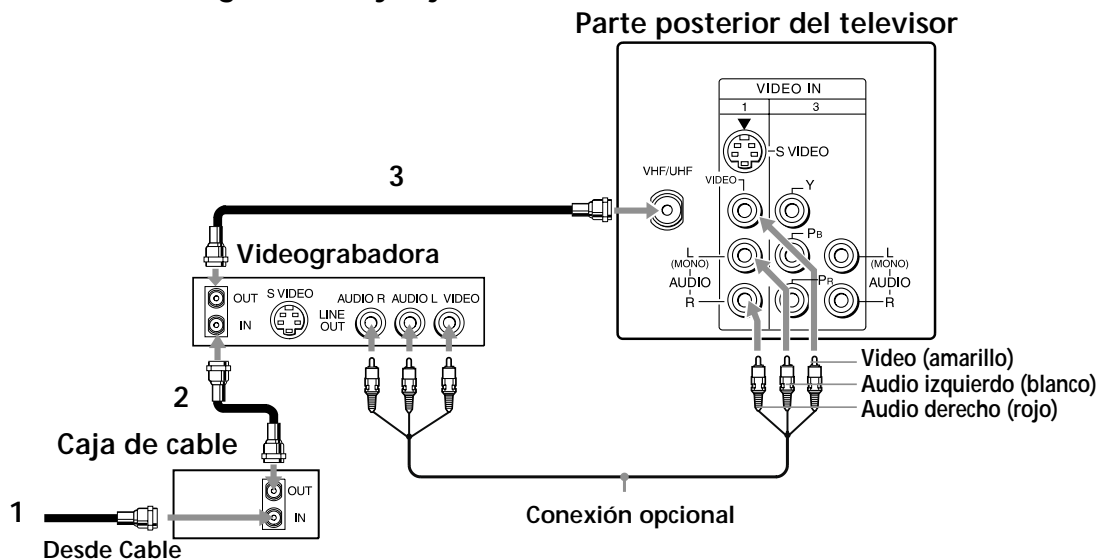 Parte posterior del televisor
VIDEO IN
1
3
S VIDEO
VHF/UHF
VIDEO
Y
PB
L
(MONO)
AUDIO
R
PR
L
(MONO)
AUDIO
R
3
Videograbadora
OUT
IN
S VIDEO
LINE
OUT
AUDIO R AUDIO L VIDEO
Video (amarillo)
Audio izquierdo (blanco)
Audio derecho (rojo)
2
Caja de cable
OUT
IN
1
Desde Cable
Conexión opcional